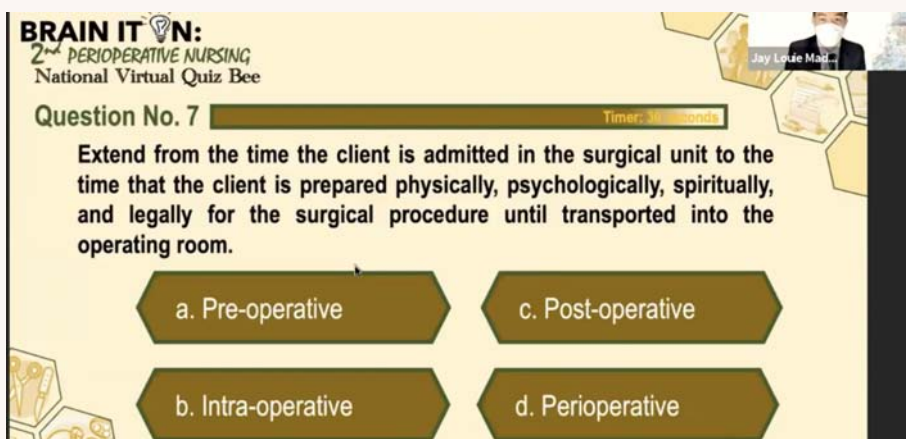 BRAIN IT ON:
2nd PERIOPERATIVE NURSING
National Virtual Quiz Bee
Jay Louie Mad...
Question No. 7
Timer: 30 seconds
Extend from the time the client is admitted in the surgical unit to the
time that the client is prepared physically, psychologically, spiritually,
and legally for the surgical procedure until transported into the
operating room.
a. Pre-operative
c. Post-operative
b. Intra-operative
d. Perioperative